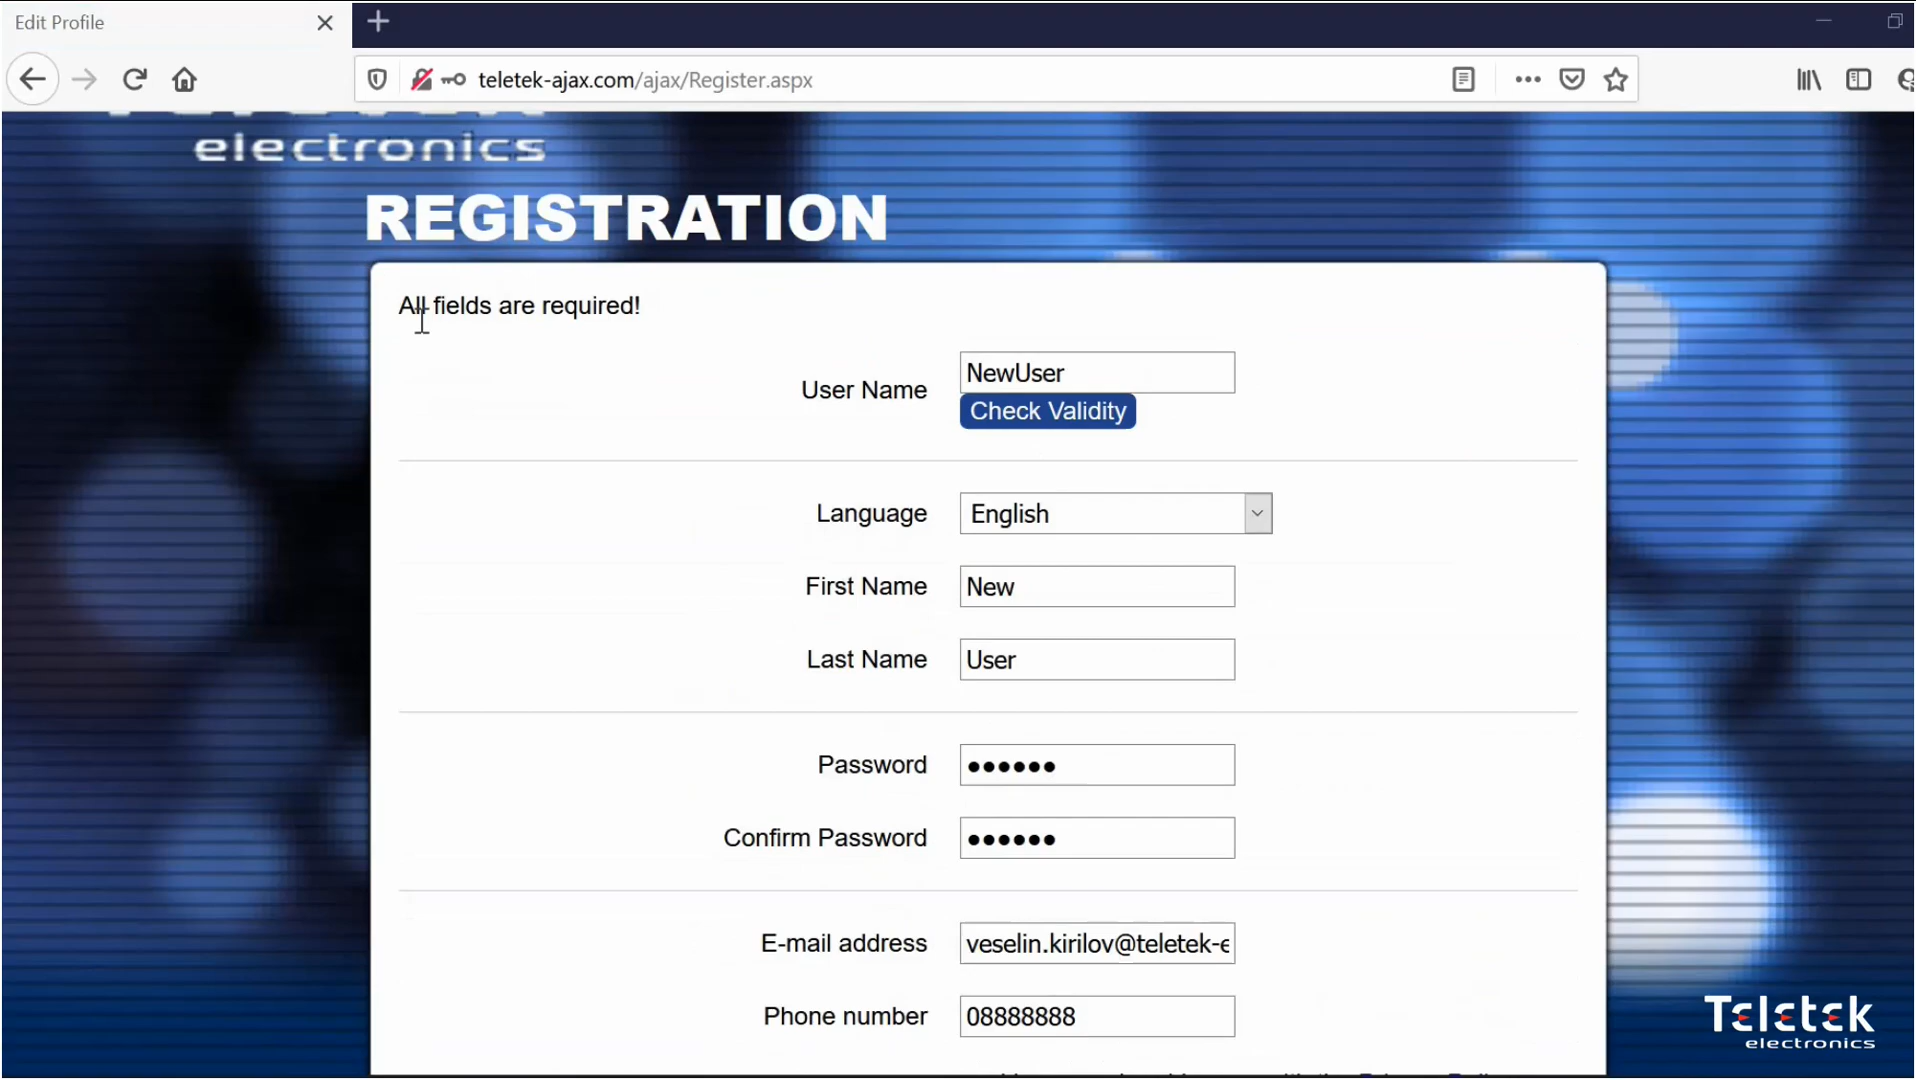 Edit Profile
teletek-ajax.com/ajax/Register.aspx
electronics
REGISTRATION
All fields are required!
User Name
NewUser
Check Validity
Language
English
First Name
New
Last Name
User
Password
●●●●●●
Confirm Password
●●●●●●
E-mail address
veselin.kirilov@teletek-e
Phone number
08888888
Teletek
electronics